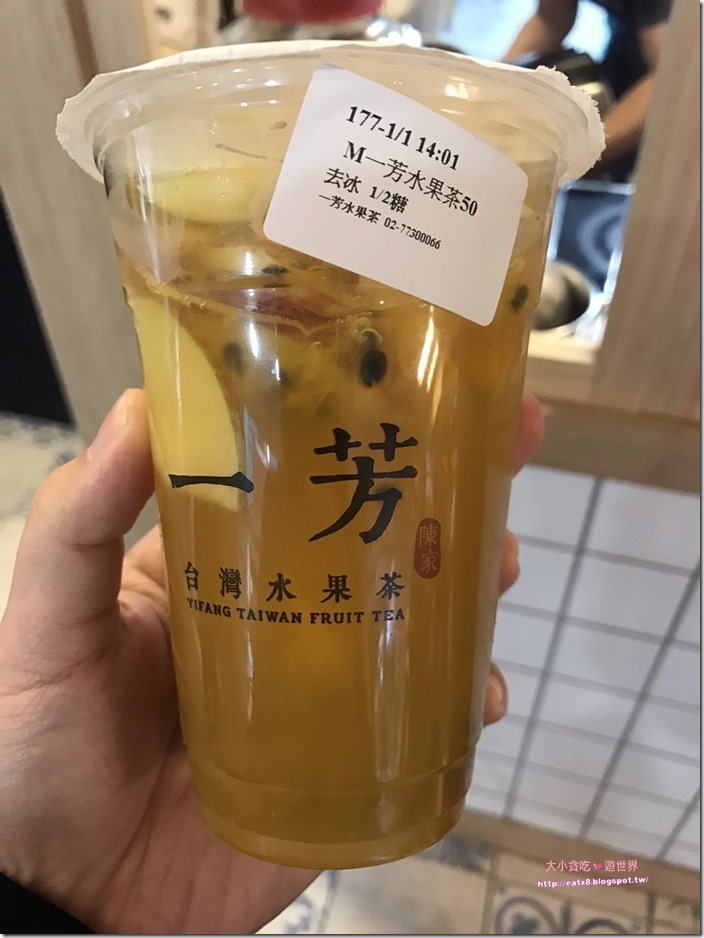 177-1/1 14:01
M一芳水果茶50
去冰 1/2糖
一芳水果茶 02-77300066
一芳
陳家
台灣水果茶
YIFANG TAIWAN FRUIT TEA
大小貪吃♥遊世界
http://eatx8.blogspot.tw/